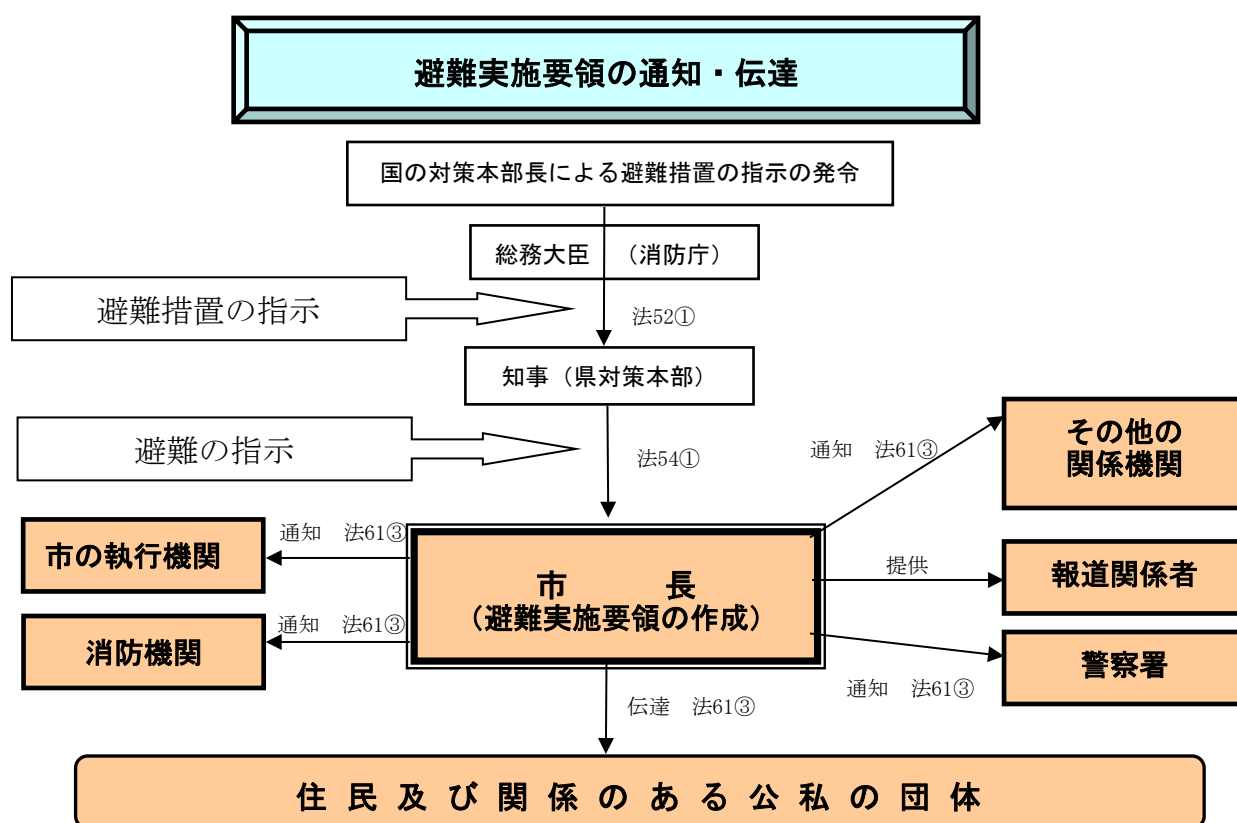 避難実施要領の通知・伝達
国の対策本部長による避難措置の指示の発令
総務大臣　（消防庁）
避難措置の指示
法52①
知事（県対策本部）
避難の指示
法54①
通知　法61③
その他の
関係機関
市の執行機関
通知　法61③
市　　　長
（避難実施要領の作成）
提供
報道関係者
消防機関
通知　法61③
通知　法61③
警察署
伝達　法61③
住民及び関係のある公私の団体